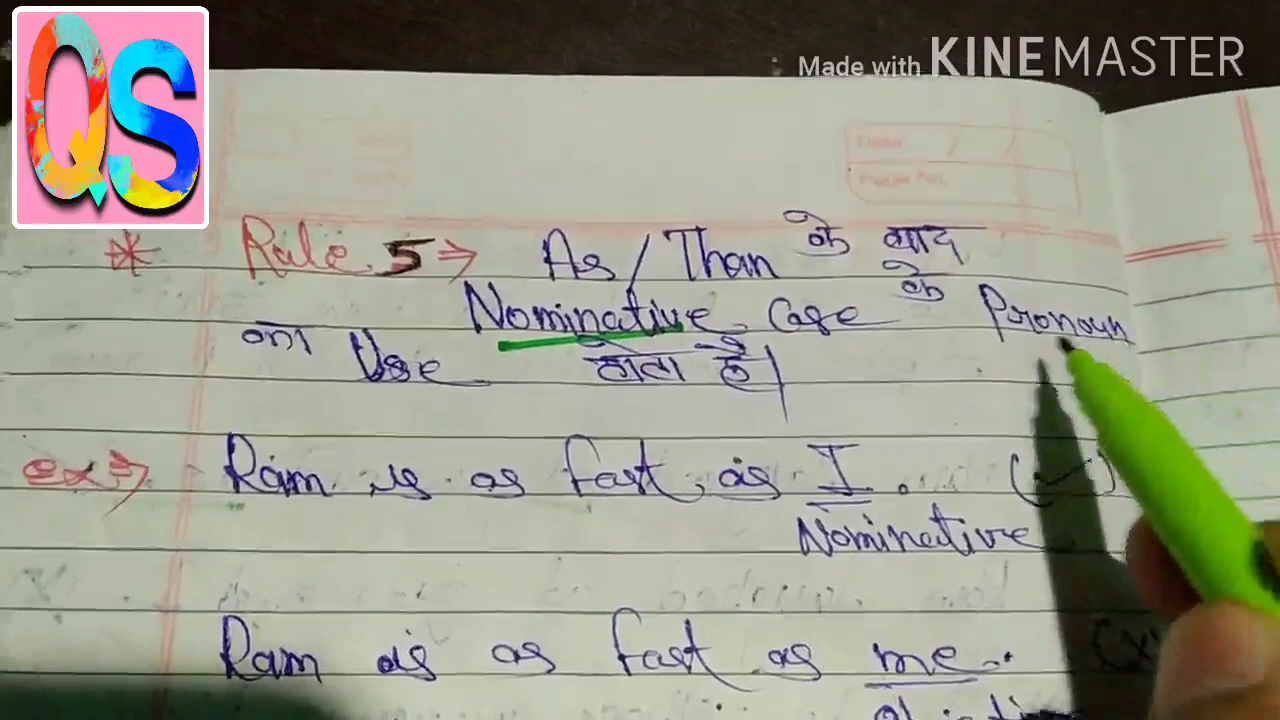 QS
Made with KINEMASTER
* Rule 5 ⇒ As/Than के बाद
Nominative Case के Pronoun
का Use होता है।
ex ⇒ Ram is as fast as I. (✓)
Nominative
Ram is as fast as me. (x